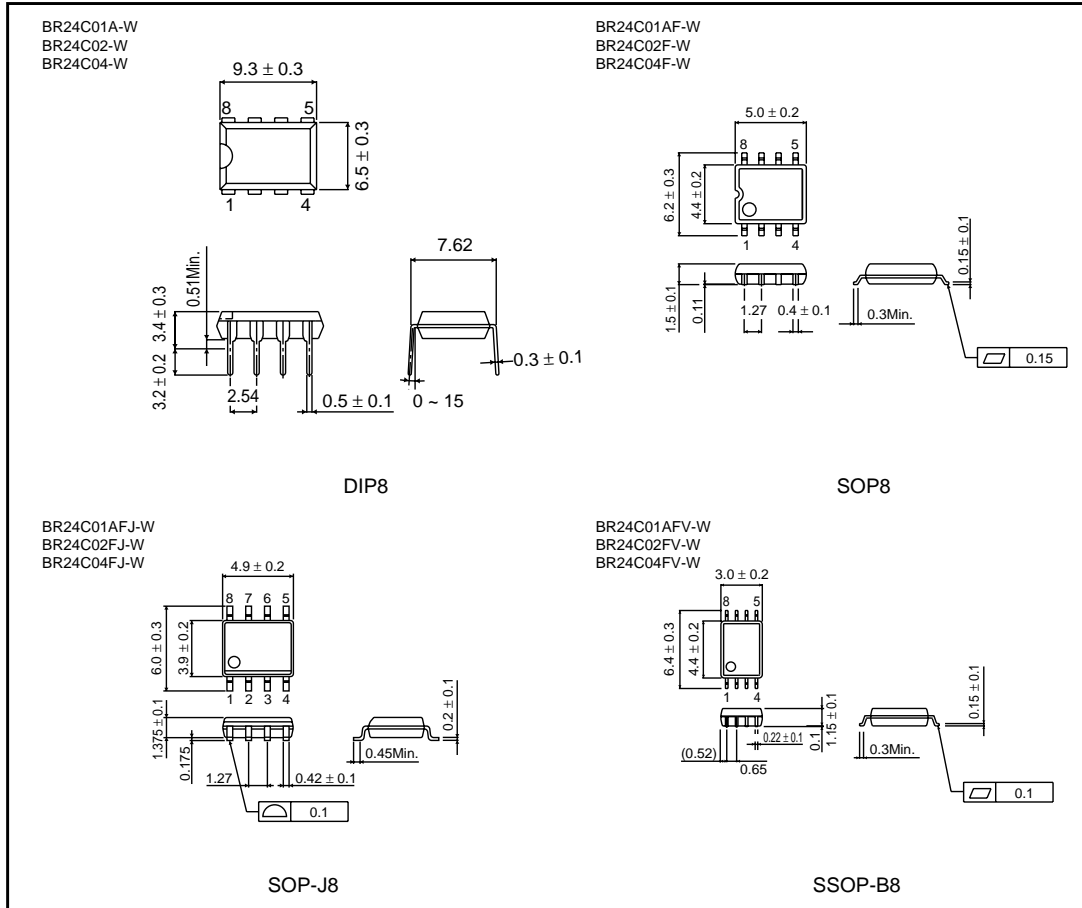 BR24C01A-W
BR24C02-W
BR24C04-W
9.3 ± 0.3
8 5
6.5 ± 0.3
1 4
7.62
0.51Min.
3.4 ± 0.3
3.2 ± 0.2
2.54
0.5 ± 0.1
0 ~ 15
0.3 ± 0.1
DIP8
BR24C01AF-W
BR24C02F-W
BR24C04F-W
5.0 ± 0.2
8 5
6.2 ± 0.3
4.4 ± 0.2
1 4
1.5 ± 0.1
0.11
1.27
0.4 ± 0.1
0.3Min.
0.15 ± 0.1
0.15
SOP8
BR24C01AFJ-W
BR24C02FJ-W
BR24C04FJ-W
4.9 ± 0.2
8 7 6 5
6.0 ± 0.3
3.9 ± 0.2
1 2 3 4
1.375 ± 0.1
0.175
1.27
0.42 ± 0.1
0.45Min.
0.2 ± 0.1
0.1
SOP-J8
BR24C01AFV-W
BR24C02FV-W
BR24C04FV-W
3.0 ± 0.2
8 5
6.4 ± 0.3
4.4 ± 0.2
1 4
0.22 ± 0.1
0.1
1.15 ± 0.1
(0.52)
0.65
0.3Min.
0.15 ± 0.1
0.1
SSOP-B8